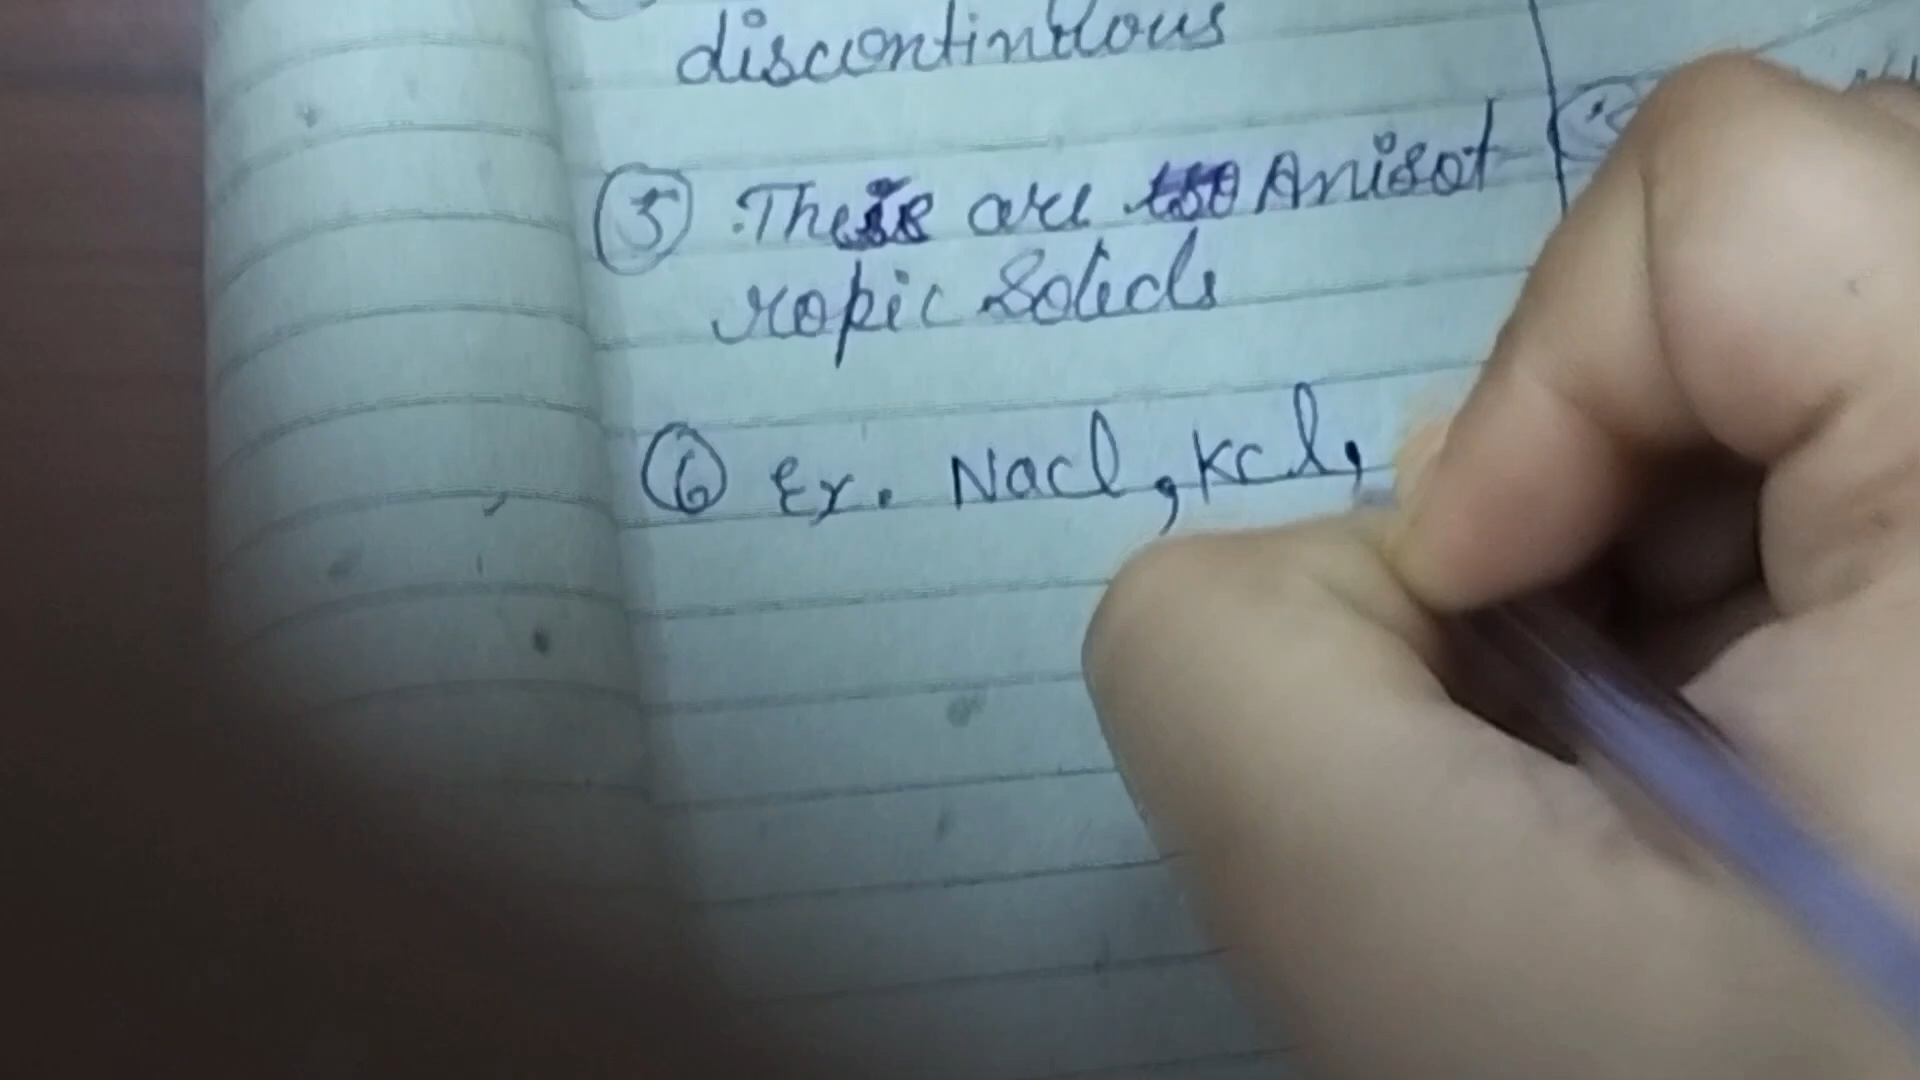 discontinuous
⑤ These are Anisot
ropic Solids
⑥ Ex. Nacl, Kcl,